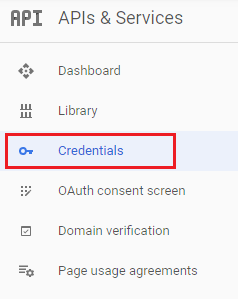 API APIs & Services
Dashboard
Library
Credentials
OAuth consent screen
Domain verification
Page usage agreements